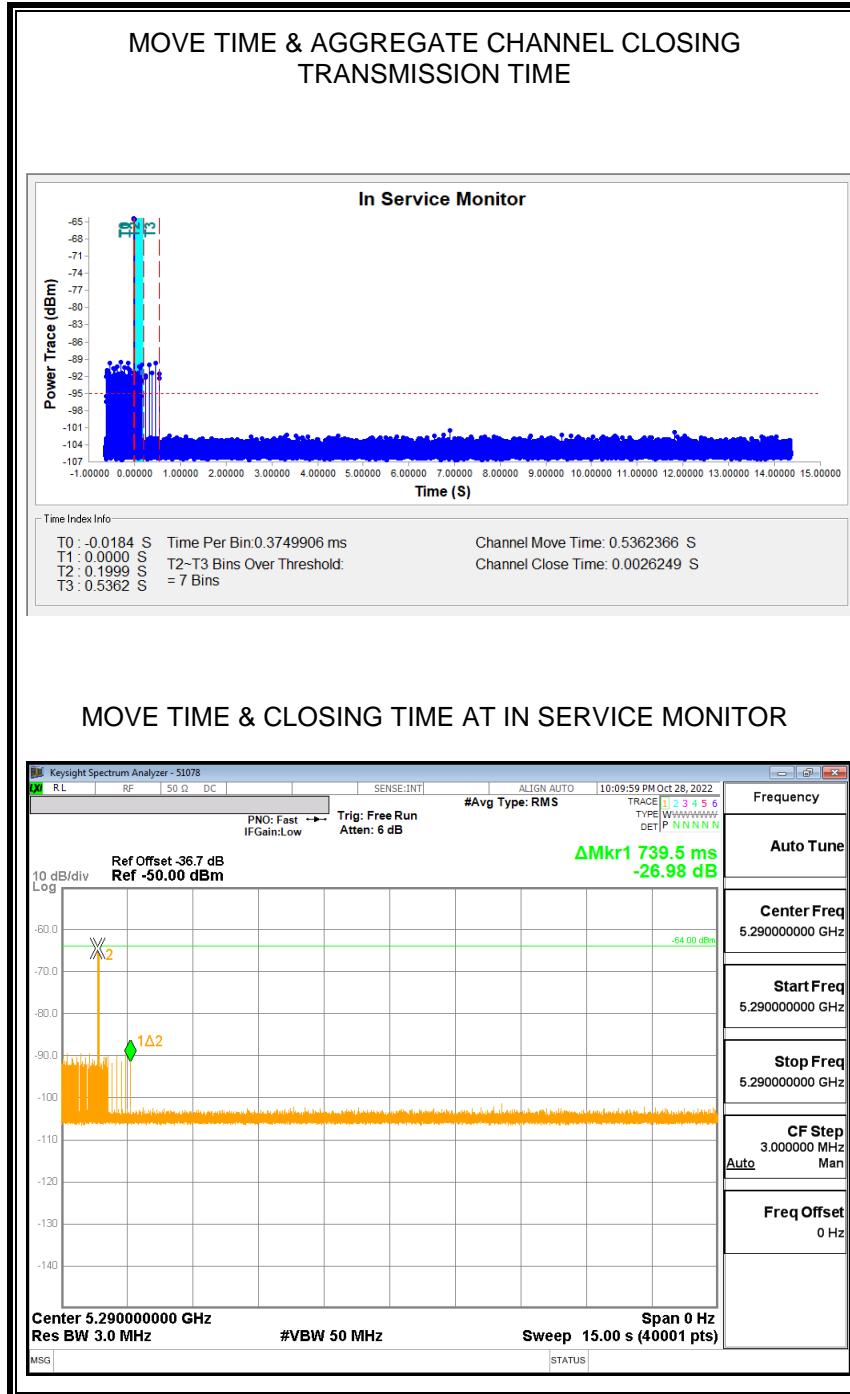 MOVE TIME & AGGREGATE CHANNEL CLOSING
TRANSMISSION TIME
In Service Monitor
Power Trace (dBm)
-65
-68
-71
-74
-77
-80
-83
-86
-89
-92
-95
-98
-101
-104
-107
T3
-1.00000 0.00000 1.00000 2.00000 3.00000 4.00000 5.00000 6.00000 7.00000 8.00000 9.00000 10.00000 11.00000 12.00000 13.00000 14.00000 15.00000
Time (S)
Time Index Info
T0 : -0.0184 S
T1 : 0.0000 S
T2 : 0.1999 S
T3 : 0.5362 S
Time Per Bin:0.3749906 ms
T2~T3 Bins Over Threshold:
= 7 Bins
Channel Move Time: 0.5362366 S
Channel Close Time: 0.0026249 S
MOVE TIME & CLOSING TIME AT IN SERVICE MONITOR
Keysight Spectrum Analyzer - 51078
LXI RL RF 50 Ω DC SENSE:INT ALIGN AUTO 10:09:59 PM Oct 28, 2022
PNO: Fast
IFGain:Low
Trig: Free Run
Atten: 6 dB
#Avg Type: RMS
TRACE 1 2 3 4 5 6
TYPE WWWWWW
DET P N N N N N
ΔMkr1 739.5 ms
-26.98 dB
Ref Offset -36.7 dB
10 dB/div Ref -50.00 dBm
Log
-60.0
-70.0
-80.0
-90.0
-100
-110
-120
-130
-140
-64.00 dBm
2
1Δ2
Center 5.290000000 GHz Span 0 Hz
Res BW 3.0 MHz #VBW 50 MHz Sweep 15.00 s (40001 pts)
MSG STATUS
Frequency
Auto Tune
Center Freq
5.290000000 GHz
Start Freq
5.290000000 GHz
Stop Freq
5.290000000 GHz
CF Step
3.000000 MHz
Auto Man
Freq Offset
0 Hz